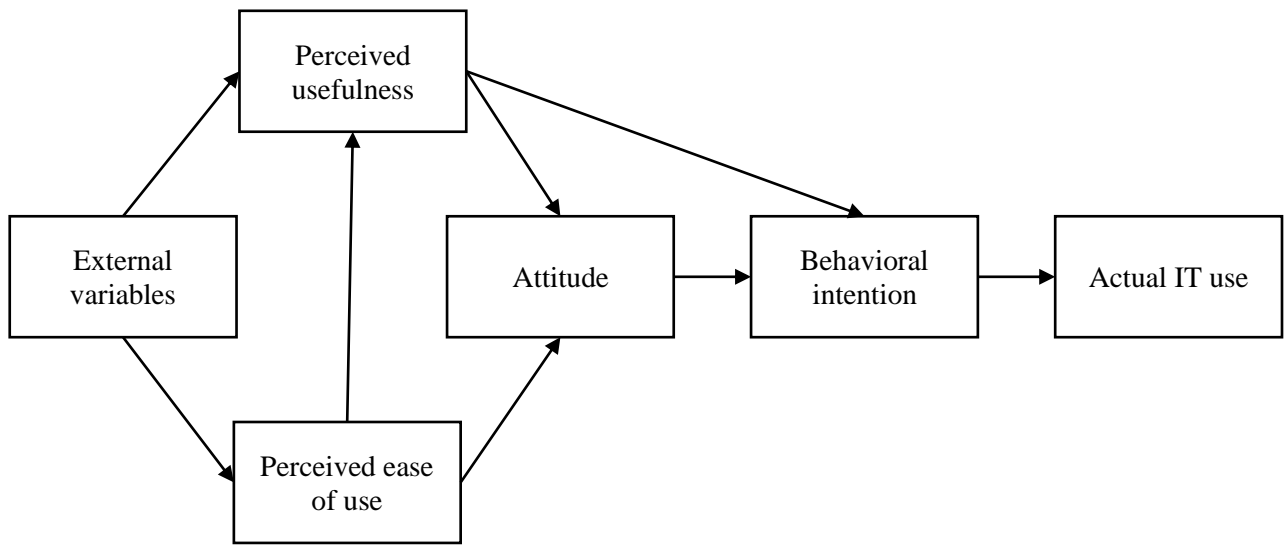 Perceived
usefulness
External
variables
Attitude
Behavioral
intention
Actual IT use
Perceived ease
of use